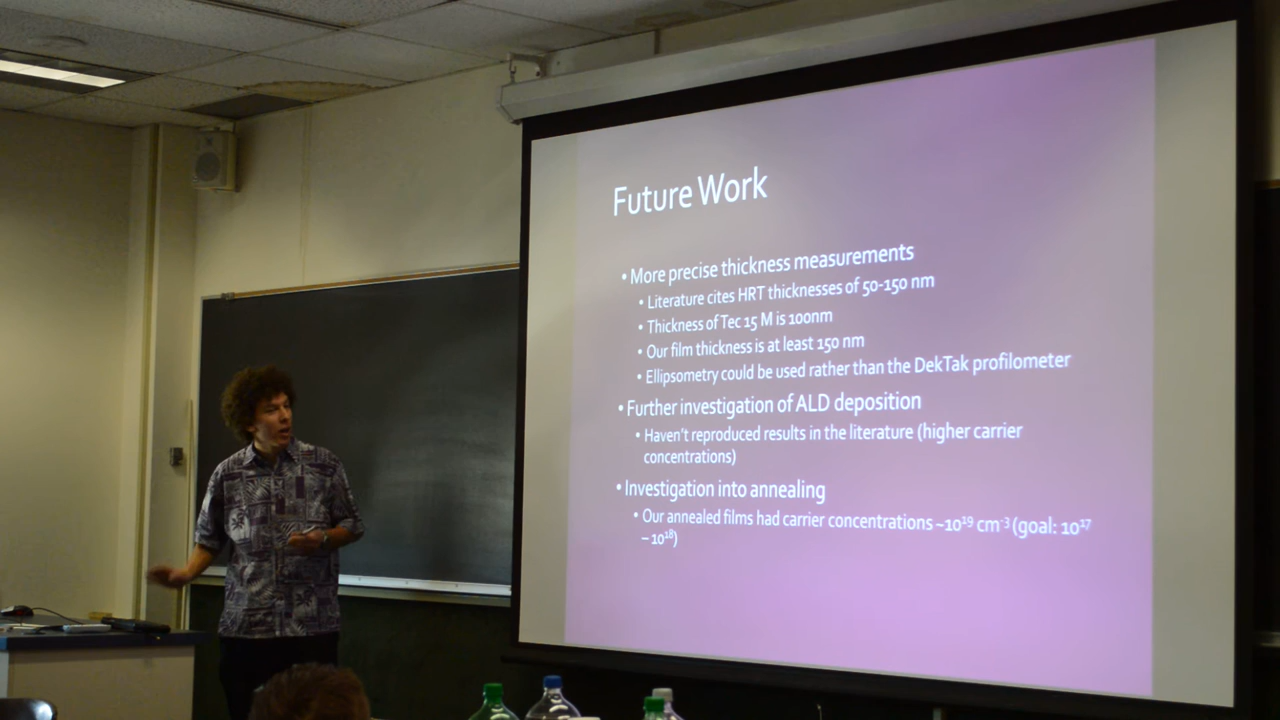 Future Work
• More precise thickness measurements
• Literature cites HRT thicknesses of 50-150 nm
• Thickness of Tec 15 M is 100nm
• Our film thickness is at least 150 nm
• Ellipsometry could be used rather than the DekTak profilometer
• Further investigation of ALD deposition
• Haven't reproduced results in the literature (higher carrier
concentrations)
• Investigation into annealing
• Our annealed films had carrier concentrations ~10¹⁹ cm⁻³ (goal: 10¹⁷
– 10¹⁸)